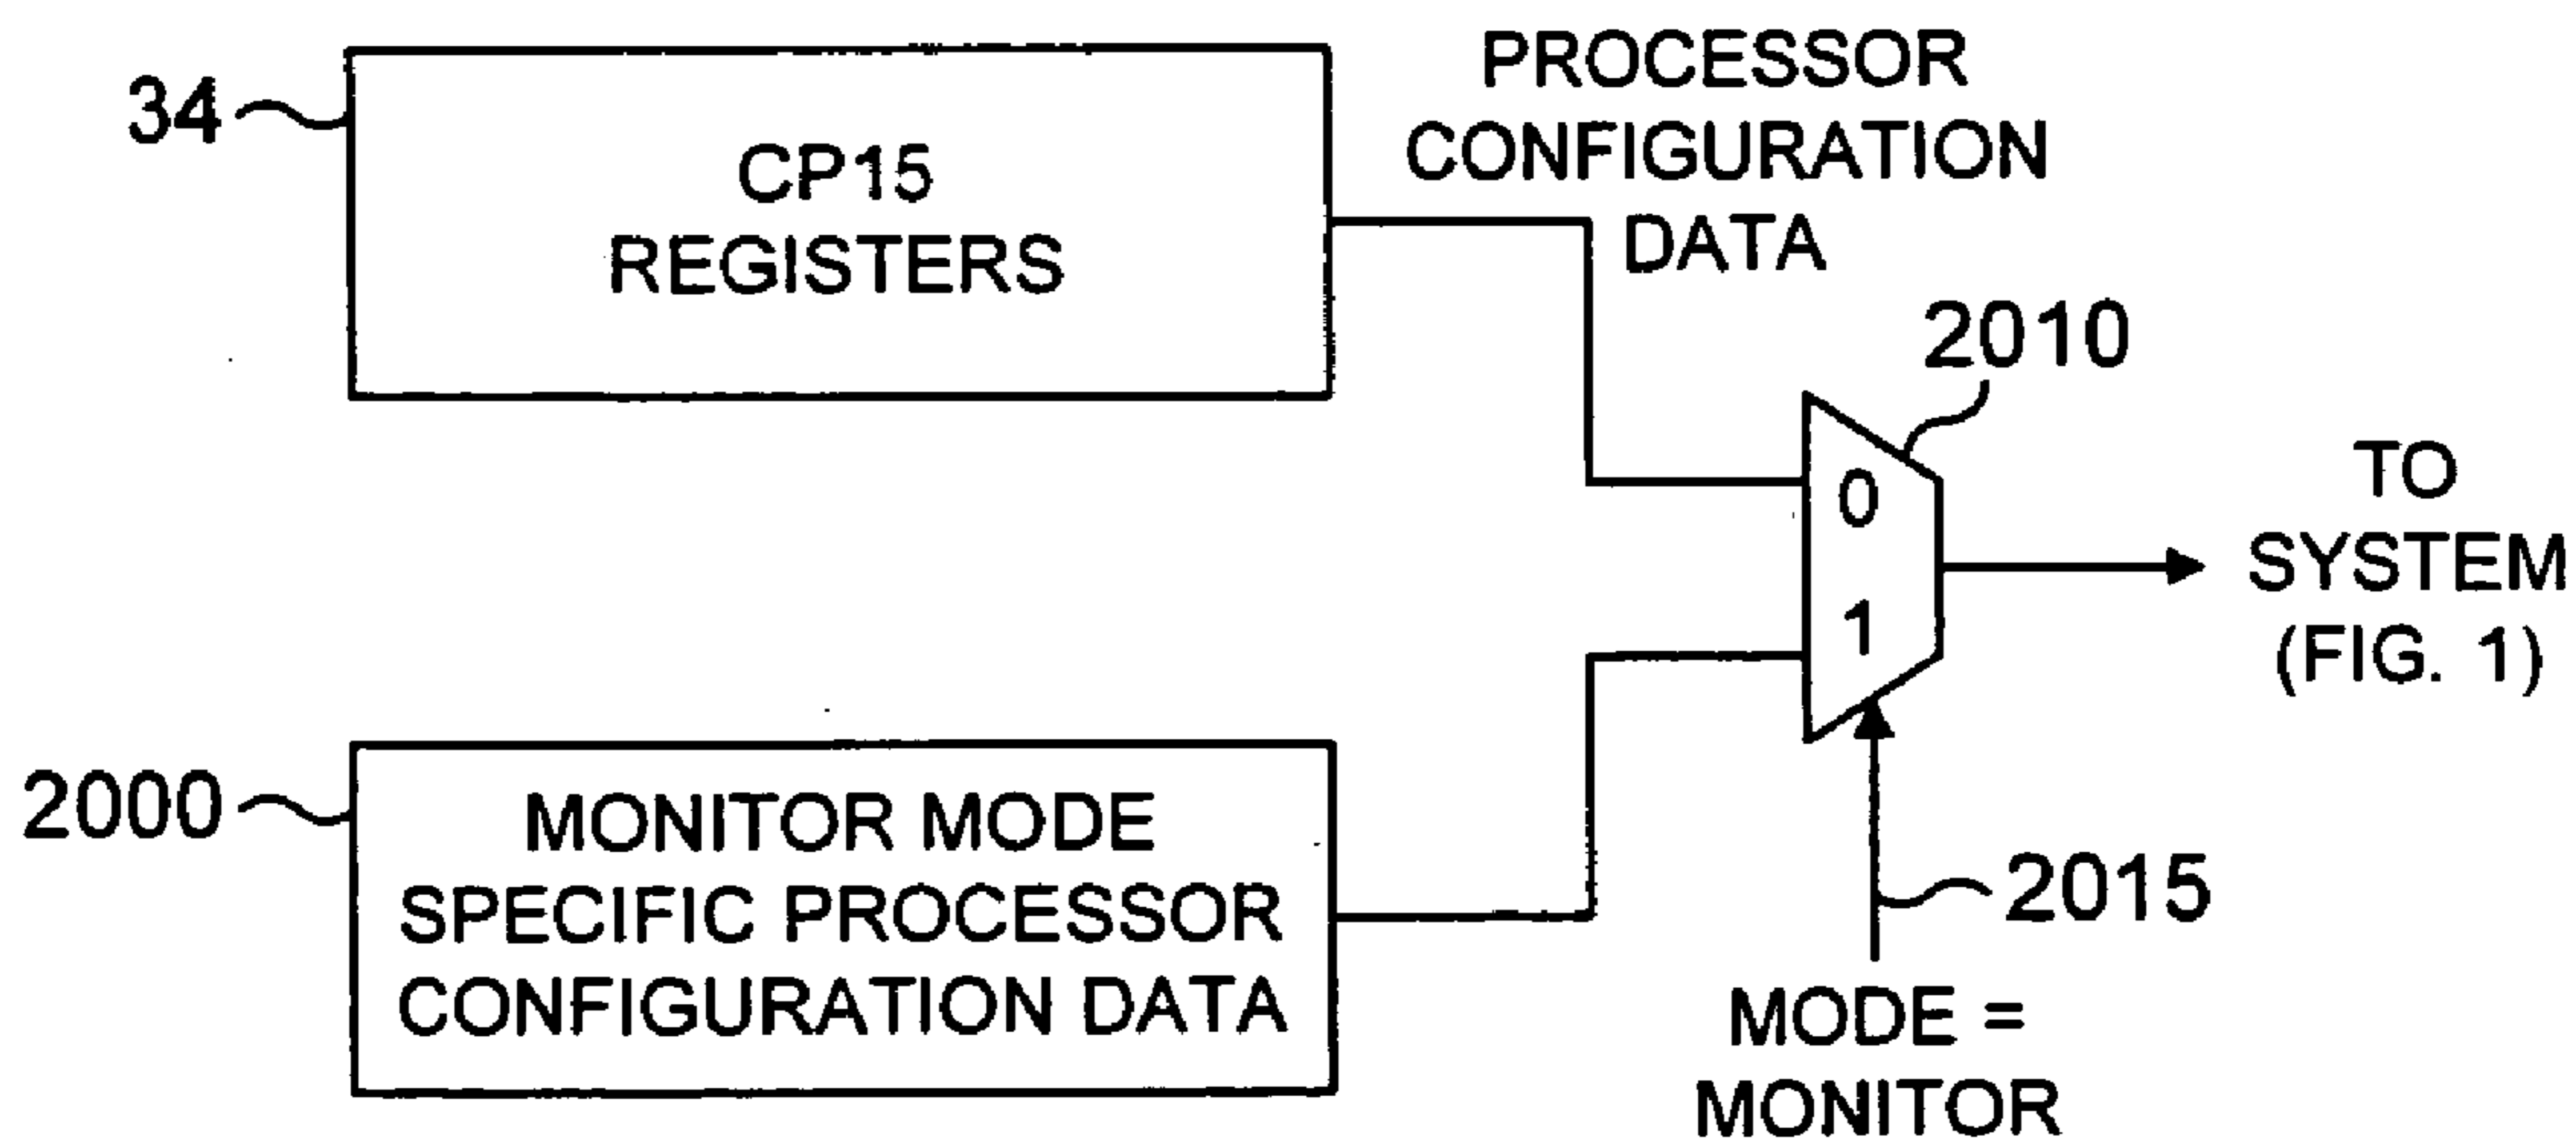 PROCESSOR
CONFIGURATION
DATA
34
CP15
REGISTERS
2010
0
1
TO
SYSTEM
(FIG. 1)
2000
MONITOR MODE
SPECIFIC PROCESSOR
CONFIGURATION DATA
2015
MODE =
MONITOR